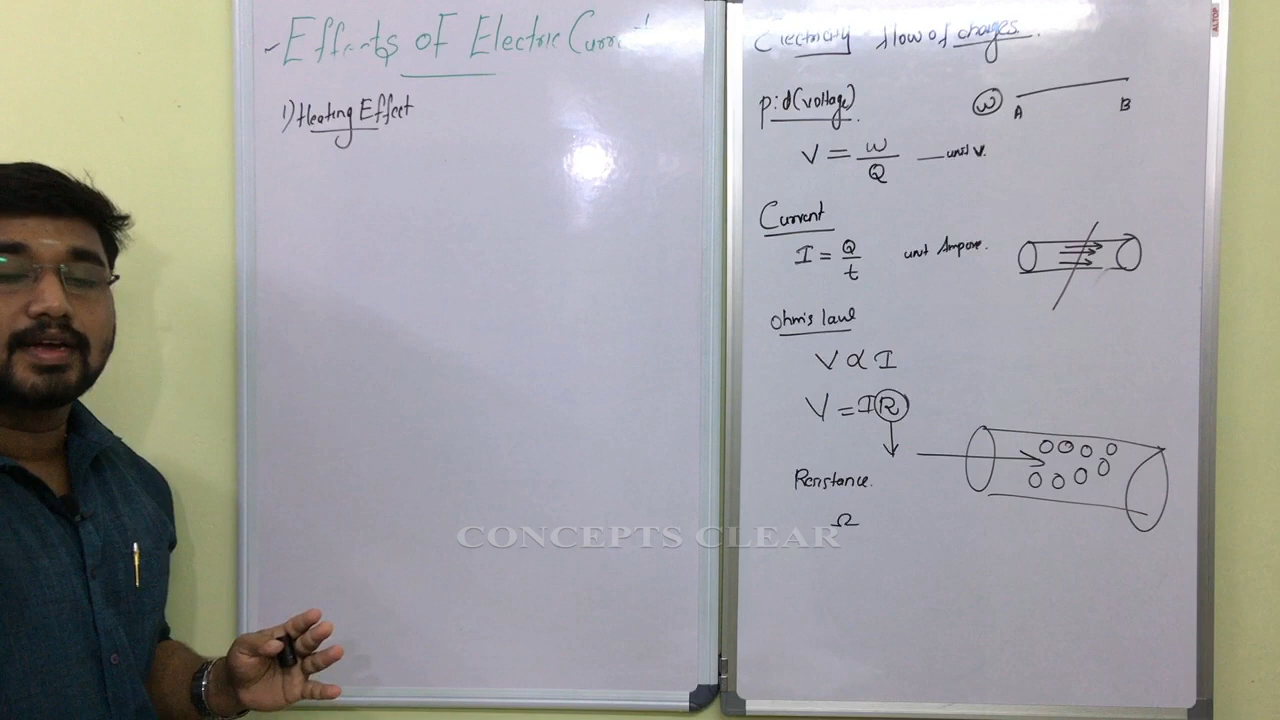 Effects of Electric Current
1) Heating Effect
Electricity flow of charges.
p.d (voltage).
W
A
B
V = W/Q — unit V.
Current
I = Q/t
unit Ampere.
Ohm's law
V ∝ I
V = IR
Resistance.
Ω
CONCEPTS CLEAR
ALTOP